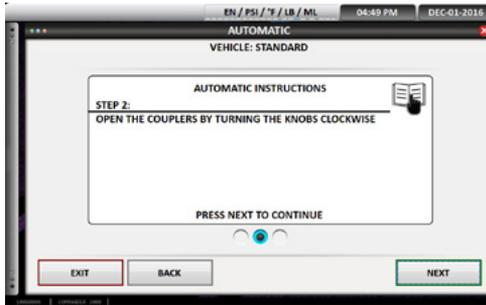 EN / PSI / °F / LB / ML 04:49 PM DEC-01-2016
AUTOMATIC
VEHICLE: STANDARD
AUTOMATIC INSTRUCTIONS
STEP 2:
OPEN THE COUPLERS BY TURNING THE KNOBS CLOCKWISE
PRESS NEXT TO CONTINUE
EXIT BACK NEXT